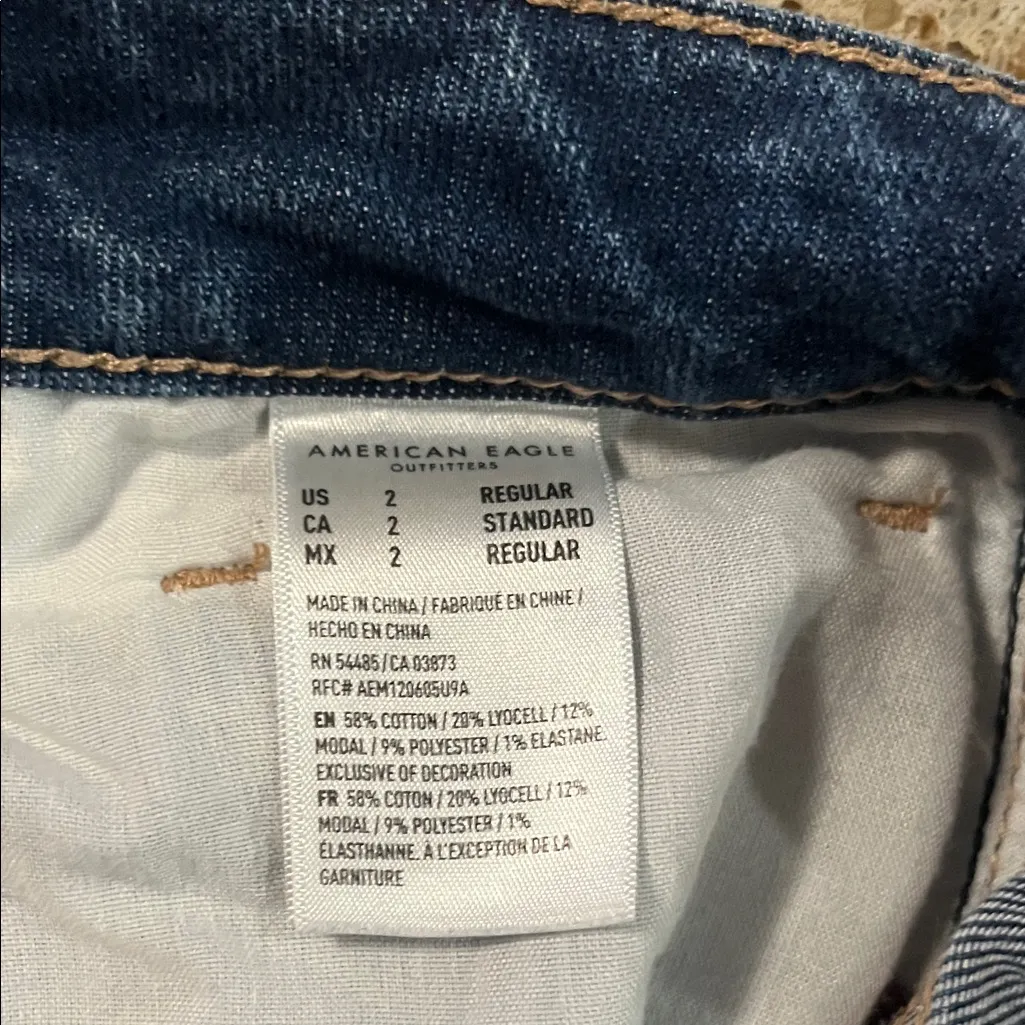 AMERICAN EAGLE
OUTFITTERS
US 2 REGULAR
CA 2 STANDARD
MX 2 REGULAR
MADE IN CHINA / FABRIQUÉ EN CHINE /
HECHO EN CHINA
RN 54485 / CA 03873
RFC# AEM120605U9A
EN 58% COTTON / 20% LYOCELL / 12%
MODAL / 9% POLYESTER / 1% ELASTANE.
EXCLUSIVE OF DECORATION
FR 58% COTON / 20% LYOCELL / 12%
MODAL / 9% POLYESTER / 1%
ÉLASTHANNE. À L'EXCEPTION DE LA
GARNITURE